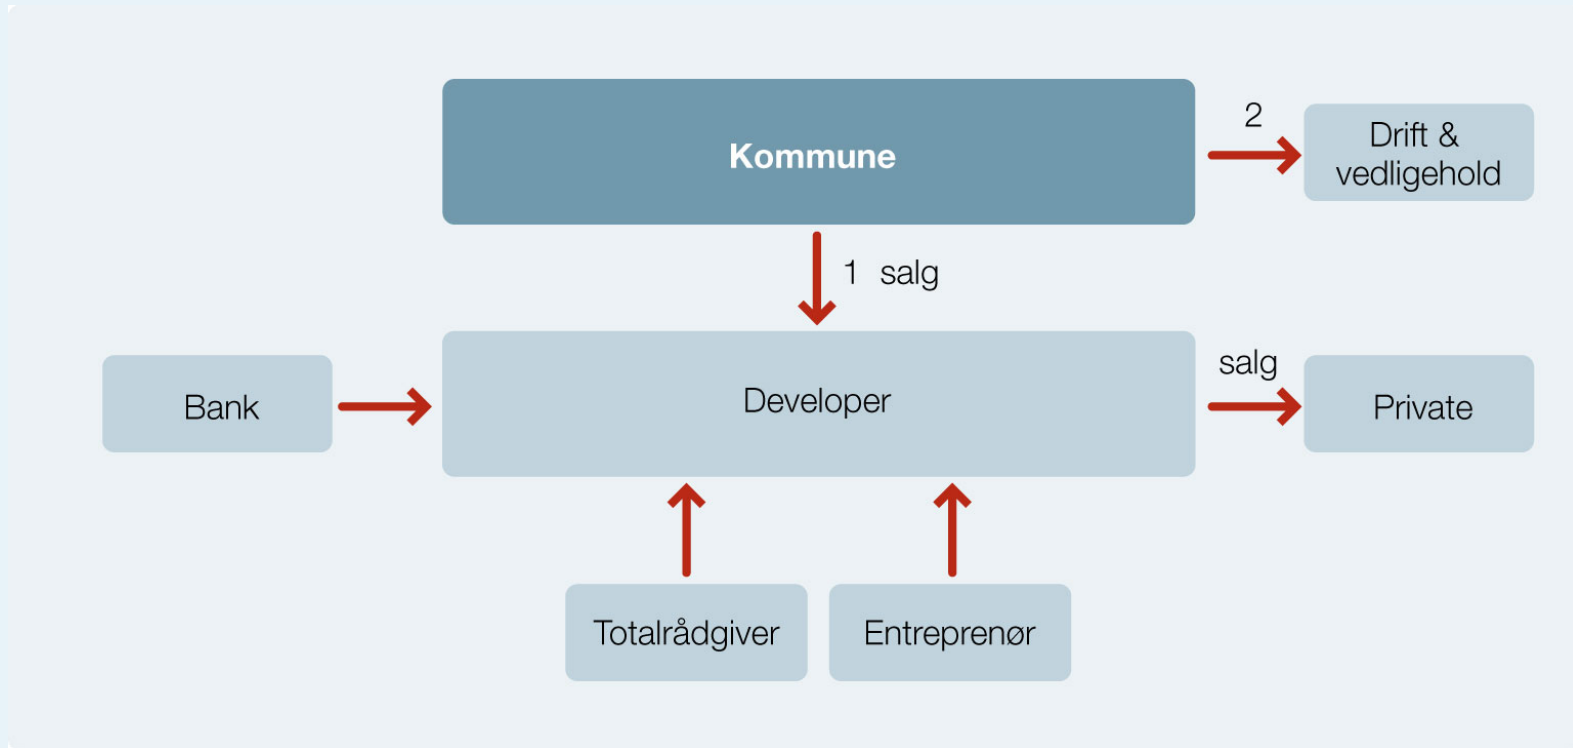 Kommune
2
Drift &
vedligehold
1 salg
Bank
Developer
salg
Private
Totalrådgiver
Entreprenør